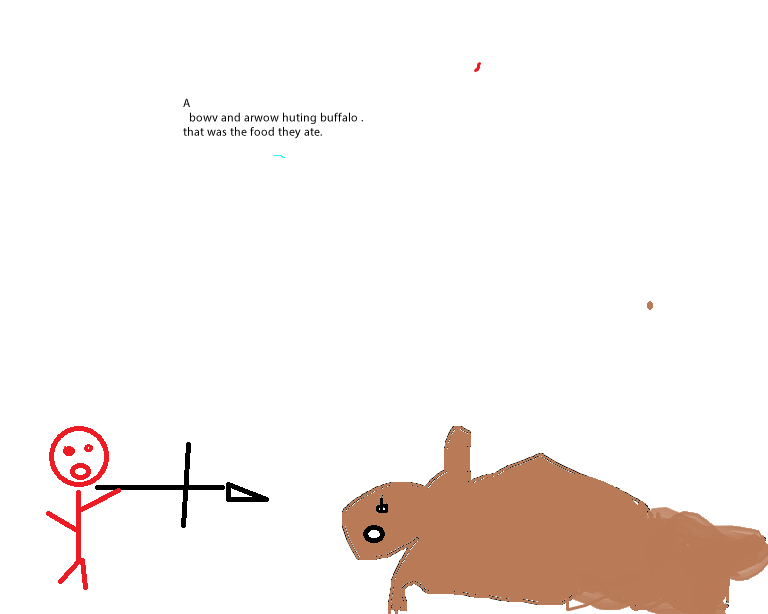 A
bowv and arwow huting buffalo .
that was the food they ate.